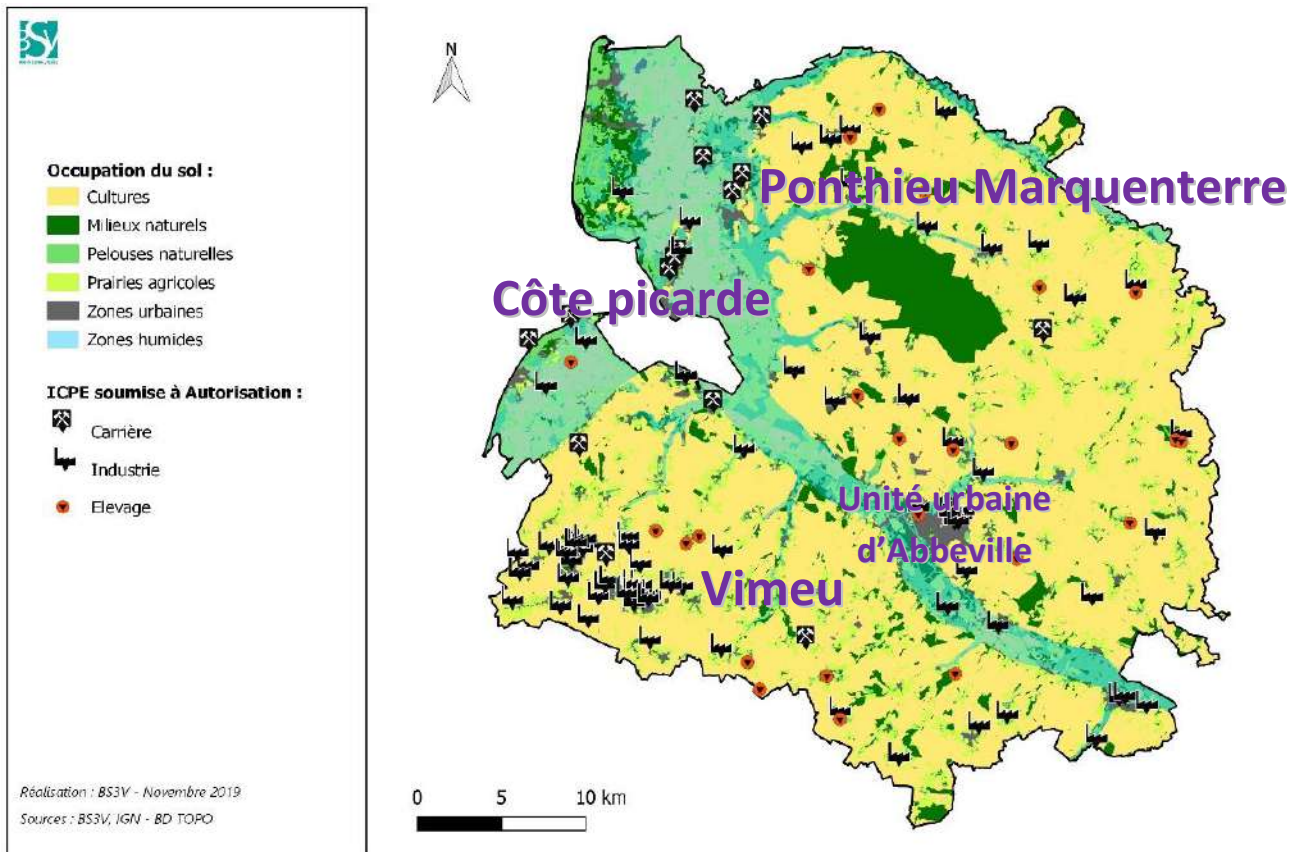 BS3V
N
Occupation du sol :
Cultures
Milieux naturels
Pelouses naturelles
Prairies agricoles
Zones urbaines
Zones humides
ICPE soumise à Autorisation :
Carrière
Industrie
Elevage
Réalisation : BS3V - Novembre 2019
Sources : BS3V, IGN - BD TOPO
Ponthieu Marquenterre
Côte picarde
Unité urbaine
d'Abbeville
Vimeu
0 5 10 km